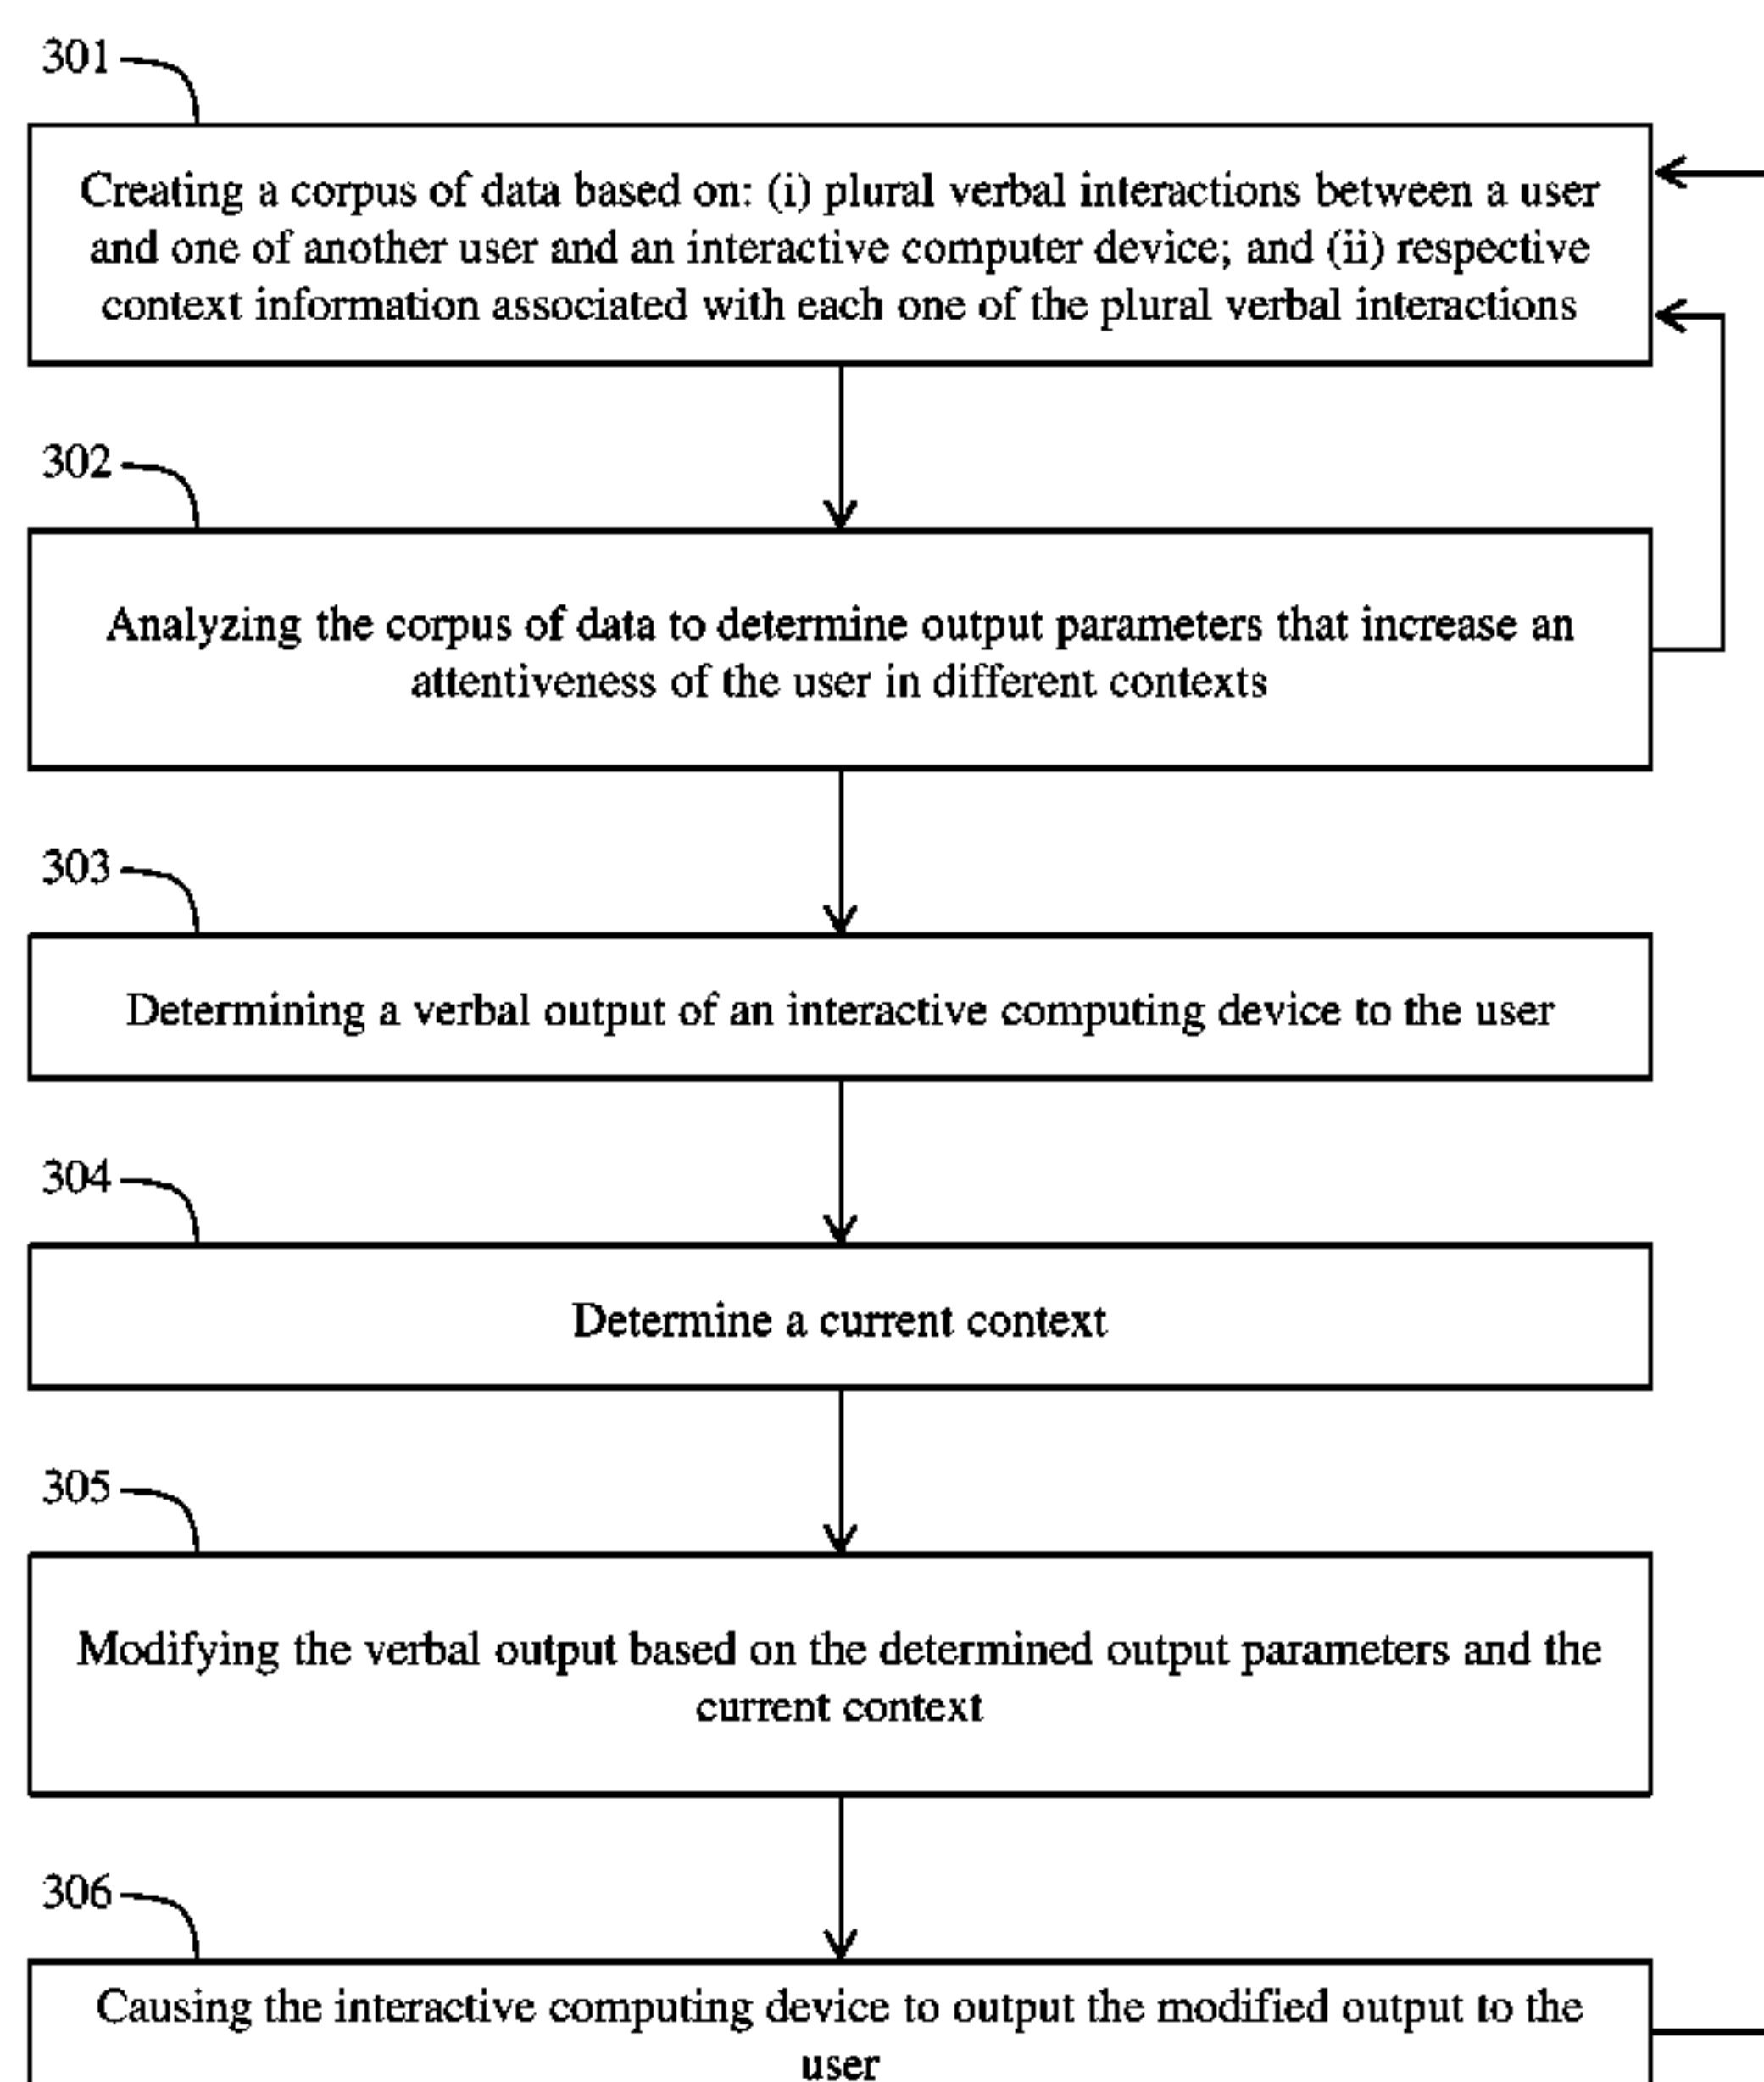 301
Creating a corpus of data based on: (i) plural verbal interactions between a user
and one of another user and an interactive computer device; and (ii) respective
context information associated with each one of the plural verbal interactions
302
Analyzing the corpus of data to determine output parameters that increase an
attentiveness of the user in different contexts
303
Determining a verbal output of an interactive computing device to the user
304
Determine a current context
305
Modifying the verbal output based on the determined output parameters and the
current context
306
Causing the interactive computing device to output the modified output to the
user